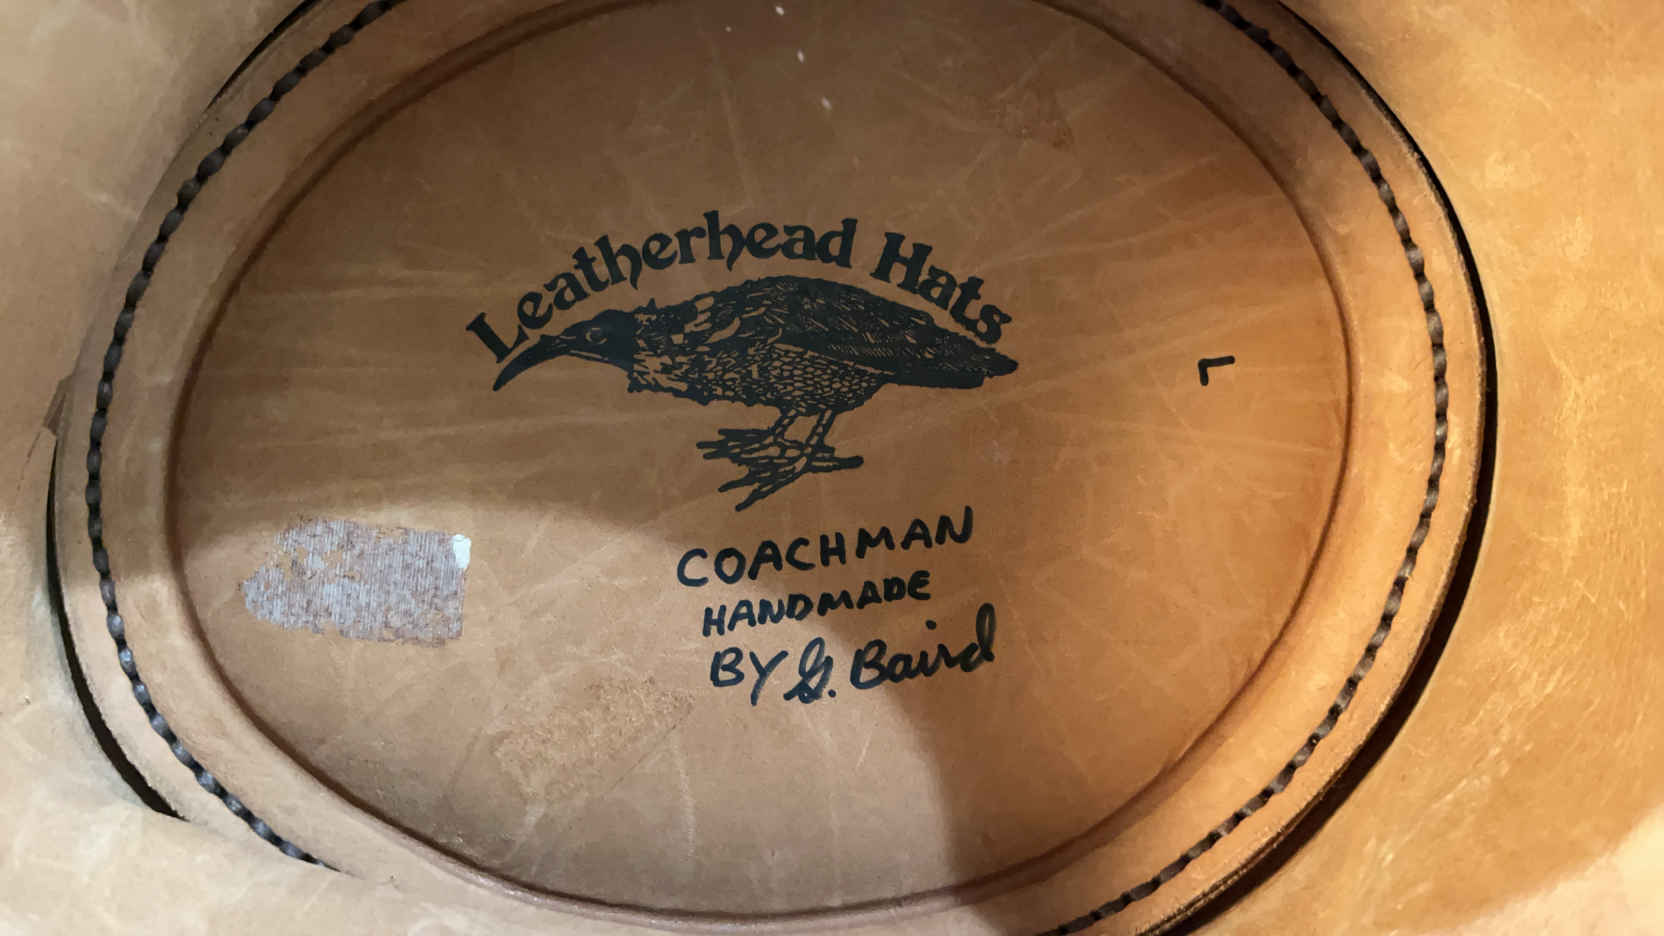 Leatherhead Hats
L
COACHMAN
HANDMADE
BY G. Baird